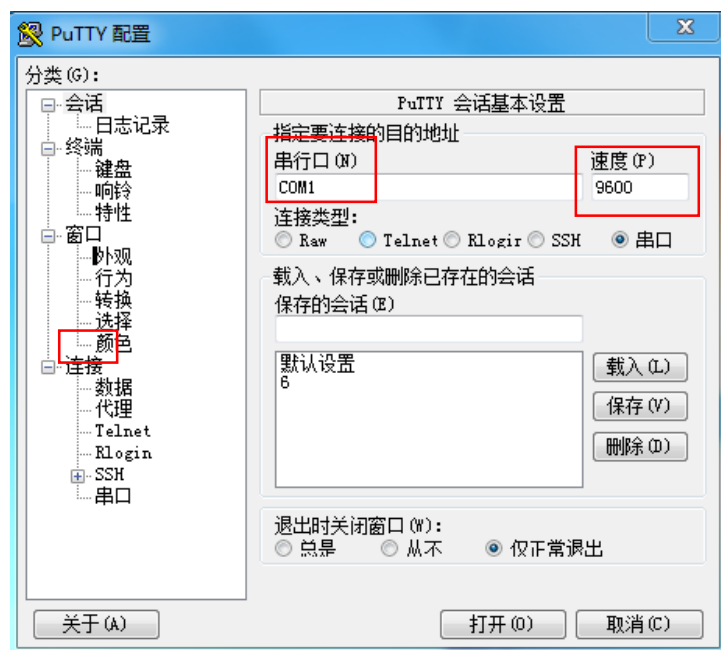 PuTTY 配置
分类(G):
会话
日志记录
终端
键盘
响铃
特性
窗口
外观
行为
转换
选择
颜色
连接
数据
代理
Telnet
Rlogin
SSH
串口
PuTTY 会话基本设置
指定要连接的目的地址
串行口(N) 速度(P)
COM1 9600
连接类型:
Raw Telnet Rlogir SSH 串口
载入、保存或删除已存在的会话
保存的会话(E)
默认设置
6
载入(L)
保存(V)
删除(D)
退出时关闭窗口(W):
总是 从不 仅正常退出
关于(A) 打开(O) 取消(C)